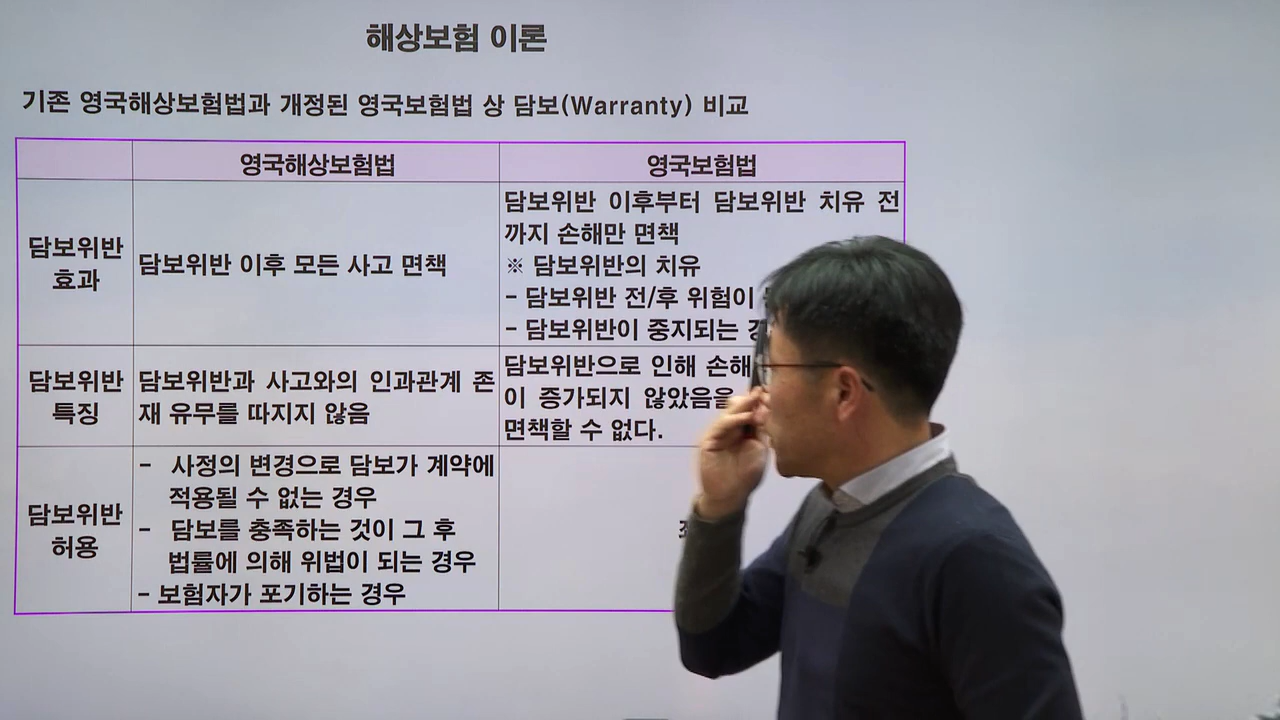 해상보험 이론
기존 영국해상보험법과 개정된 영국보험법 상 담보(Warranty) 비교
영국해상보험법
영국보험법
담보위반
효과
담보위반 이후 모든 사고 면책
담보위반 이후부터 담보위반 치유 전
까지 손해만 면책
※ 담보위반의 치유
- 담보위반 전/후 위험이
- 담보위반이 중지되는
담보위반
특징
담보위반과 사고와의 인과관계 존
재 유무를 따지지 않음
담보위반으로 인해 손해
이 증가되지 않았음을
면책할 수 없다.
담보위반
허용
- 사정의 변경으로 담보가 계약에
적용될 수 없는 경우
- 담보를 충족하는 것이 그 후
법률에 의해 위법이 되는 경우
- 보험자가 포기하는 경우